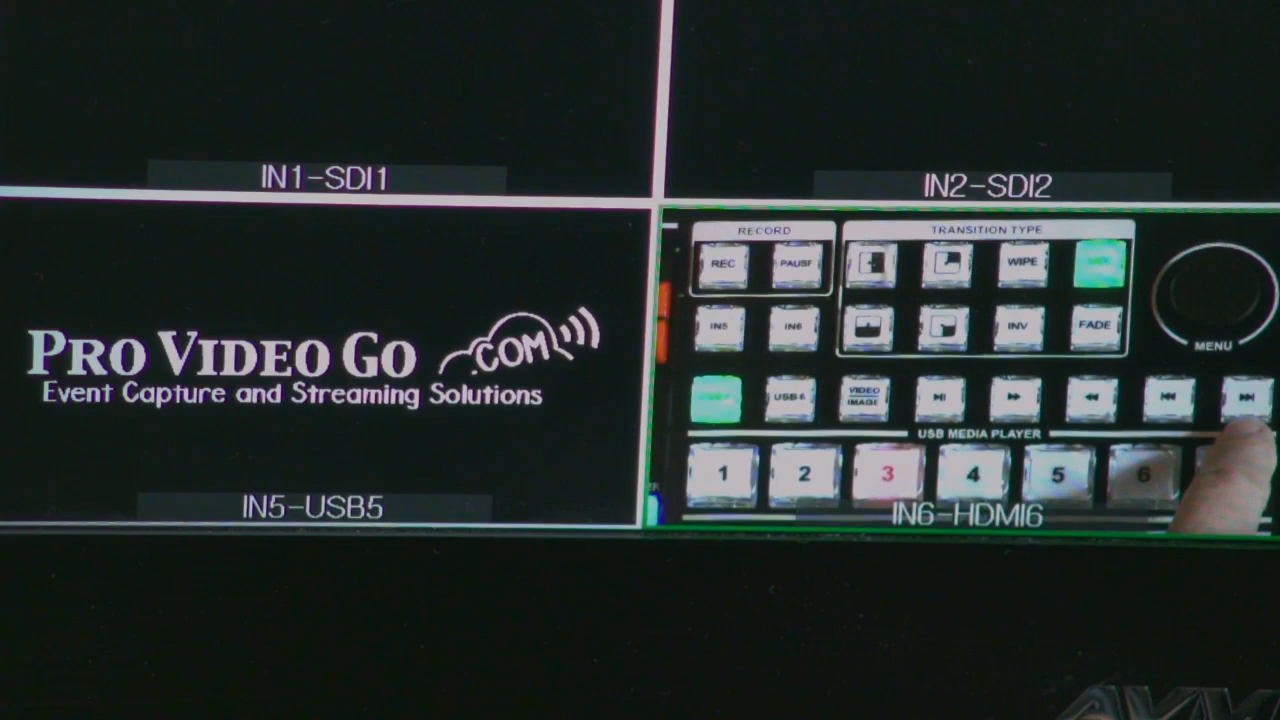 IN1-SDI1
IN2-SDI2
PRO VIDEO GO .COM
Event Capture and Streaming Solutions
IN5-USB5
RECORD
TRANSITION TYPE
REC
PAUSE
WIPE
MENU
IN5
IN6
INV
FADE
USB6
VIDEO
IMAGE
USB MEDIA PLAYER
1
2
3
4
5
6
IN6-HDMI6